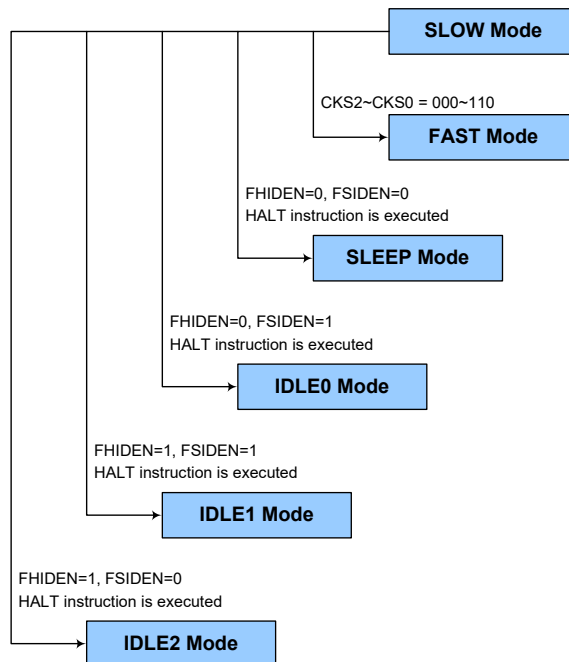 SLOW Mode
CKS2~CKS0 = 000~110
FAST Mode
FHIDEN=0, FSIDEN=0
HALT instruction is executed
SLEEP Mode
FHIDEN=0, FSIDEN=1
HALT instruction is executed
IDLE0 Mode
FHIDEN=1, FSIDEN=1
HALT instruction is executed
IDLE1 Mode
FHIDEN=1, FSIDEN=0
HALT instruction is executed
IDLE2 Mode